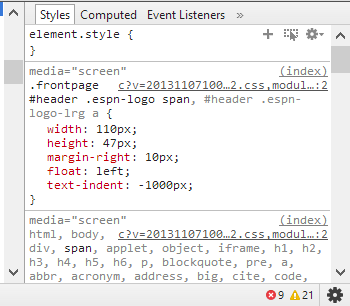 Styles Computed Event Listeners »
element.style {
}
media="screen" (index)
.frontpage c?v=20131107100…2.css,modul…:2
#header .espn-logo span, #header .espn-
logo-lrg a {
width: 110px;
height: 47px;
margin-right: 10px;
float: left;
text-indent: -1000px;
}
media="screen" (index)
html, body, c?v=20131107100…2.css,modul…:2
div, span, applet, object, iframe, h1, h2,
h3, h4, h5, h6, p, blockquote, pre, a,
abbr, acronym, address, big, cite, code,
9 21